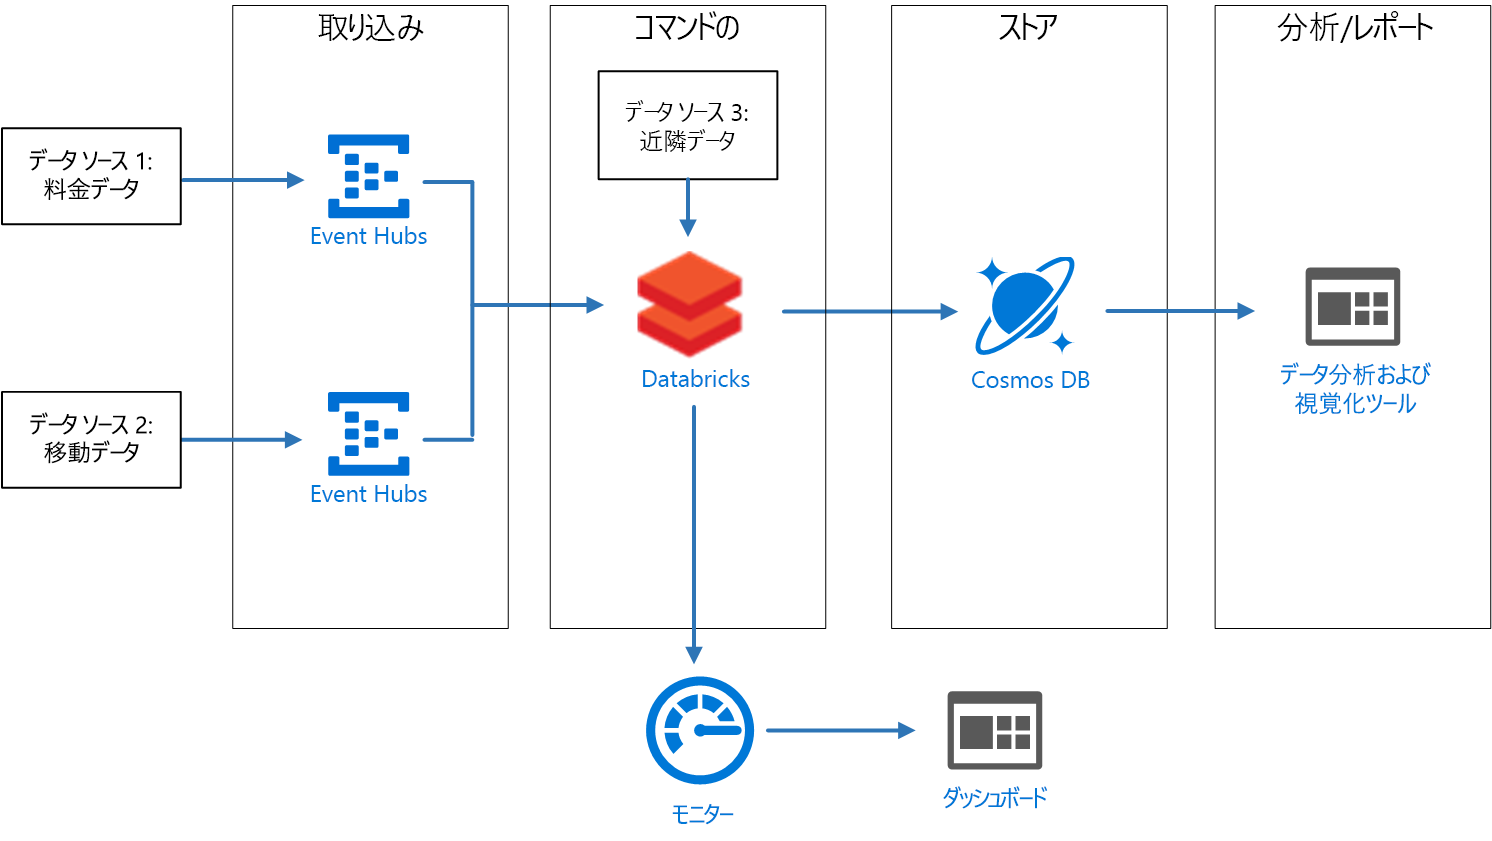 取り込み
コマンドの
ストア
分析/レポート
データ ソース 1:
料金データ
Event Hubs
データ ソース 2:
移動データ
Event Hubs
データ ソース 3:
近隣データ
Databricks
Cosmos DB
データ分析および
視覚化ツール
モニター
ダッシュボード